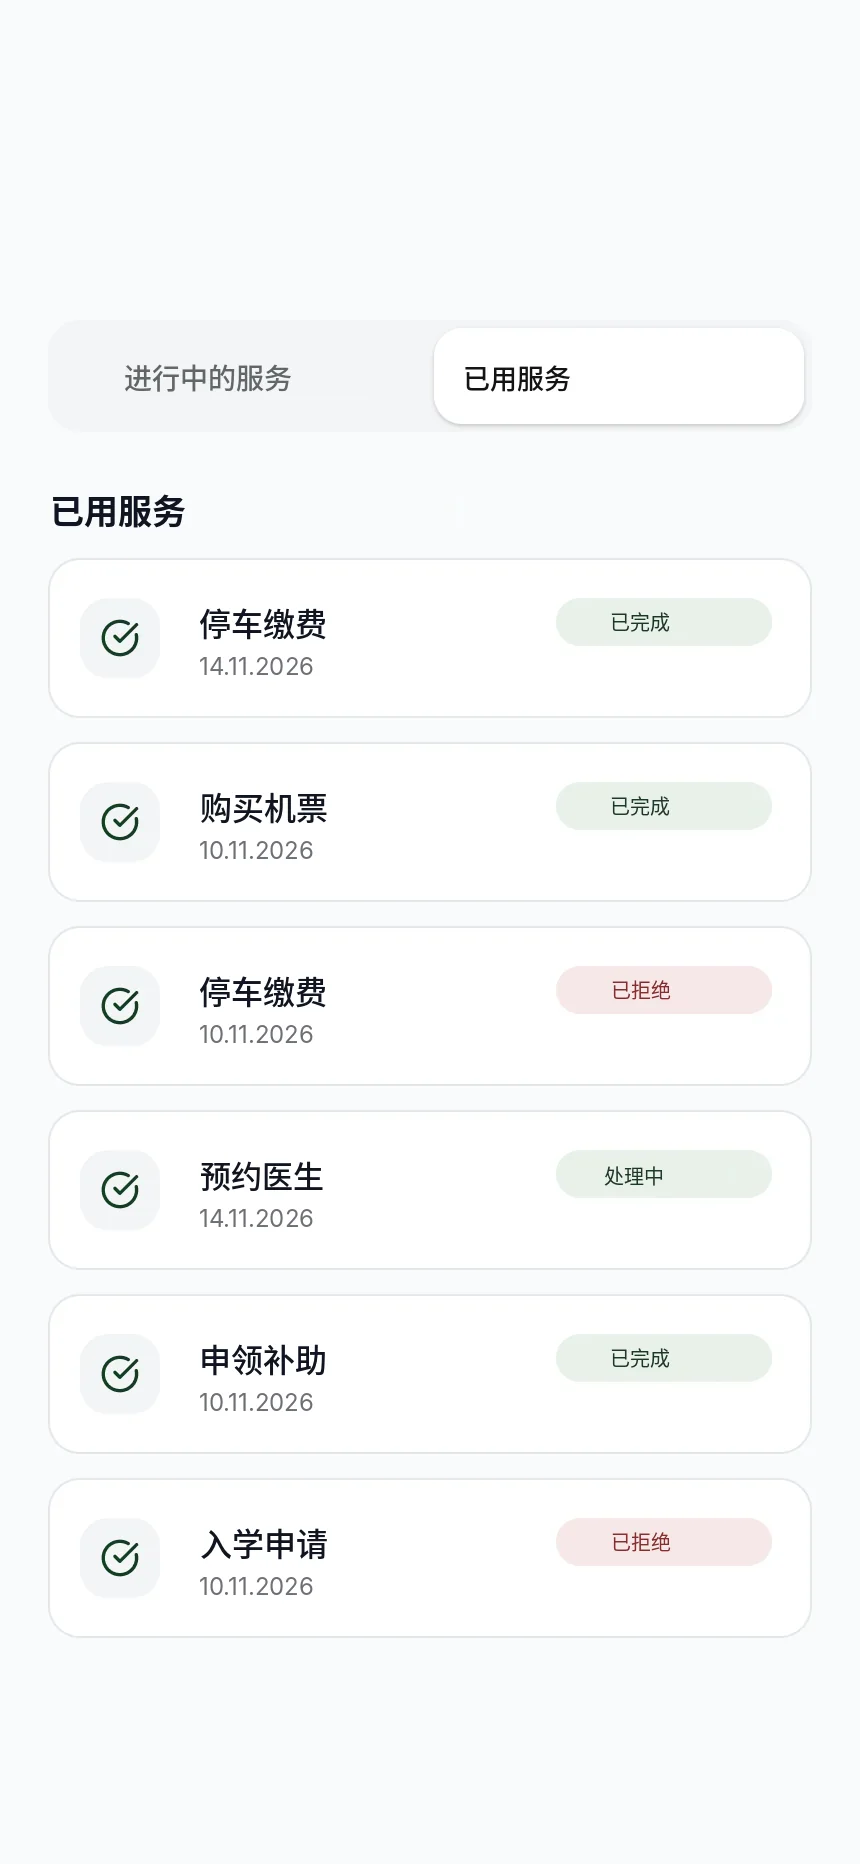 进行中的服务
已用服务
已用服务
停车缴费
已完成
14.11.2026
购买机票
已完成
10.11.2026
停车缴费
已拒绝
10.11.2026
预约医生
处理中
14.11.2026
申领补助
已完成
10.11.2026
入学申请
已拒绝
10.11.2026